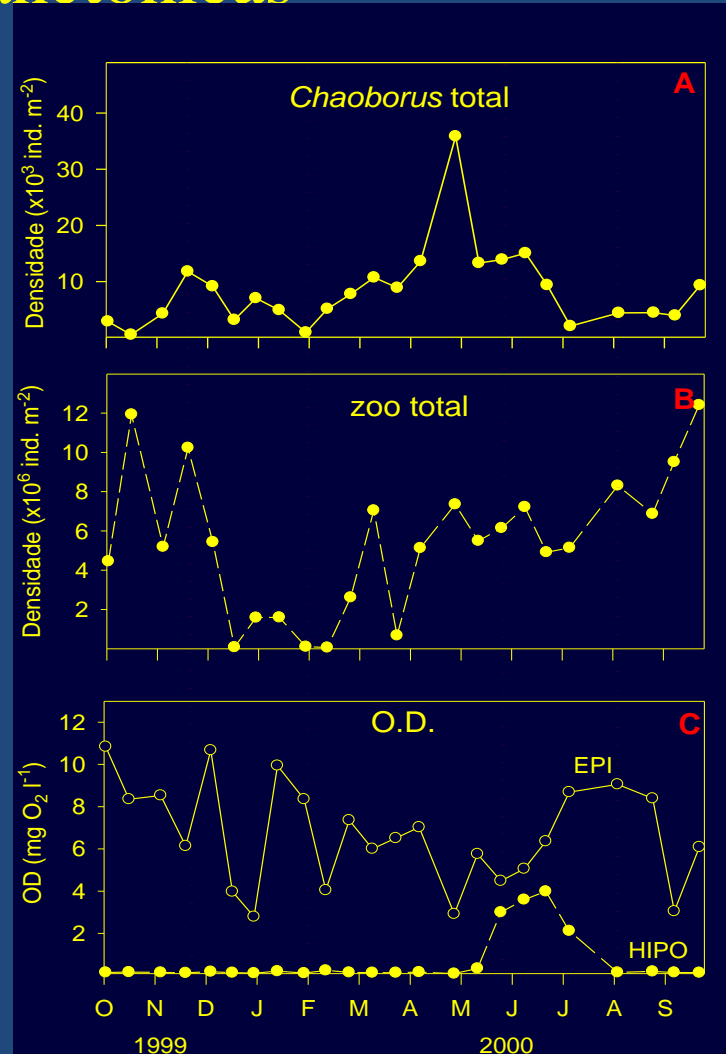 A
Chaoborus total
Densidade (x10³ ind. m⁻²)
40
30
20
10
B
zoo total
Densidade (x10⁶ ind. m⁻²)
12
10
8
6
4
2
C
O.D.
EPI
HIPO
OD (mg O₂ l⁻¹)
12
10
8
6
4
2
O N D J F M A M J J A S
1999 2000